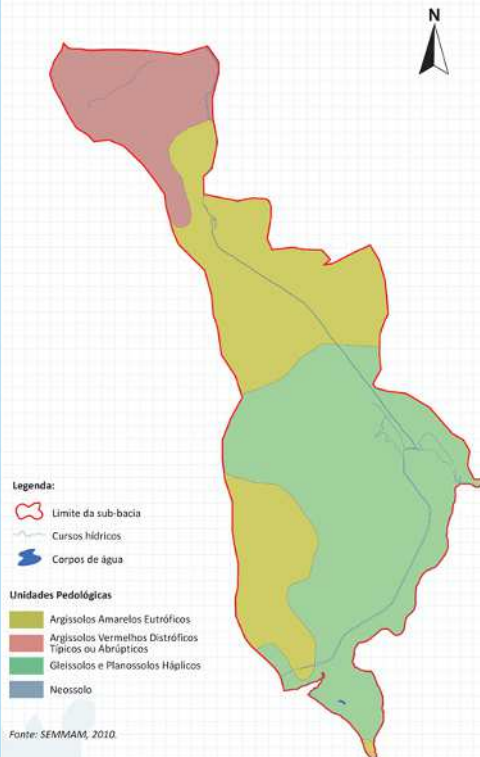 N
Legenda:
Limite da sub-bacia
Cursos hídricos
Corpos de água
Unidades Pedológicas
Argissolos Amarelos Eutróficos
Argissolos Vermelhos Distróficos
Típicos ou Abrúpticos
Gleissolos e Planossolos Háplicos
Neossolo
Fonte: SEMMAM, 2010.